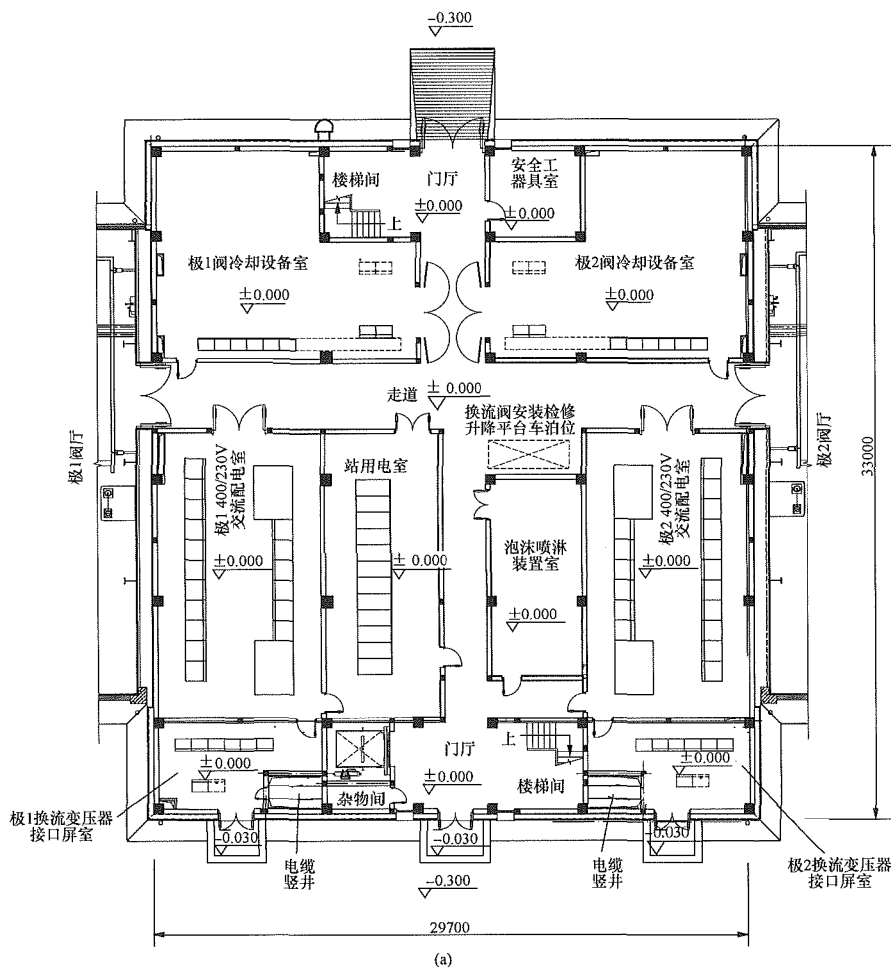 -0.300
楼梯间
门厅
安全工
器具室
±0.000
±0.000
上
极1阀冷却设备室
极2阀冷却设备室
±0.000
±0.000
走道
±0.000
换流阀安装检修
升降平台车泊位
极1阀厅
极2阀厅
33000
极1 400/230V
交流配电室
站用电室
极2 400/230V
交流配电室
泡沫喷淋
装置室
±0.000
±0.000
±0.000
±0.000
上
门厅
±0.000
±0.000
±0.000
楼梯间
杂物间
极1换流变压器
接口屏室
-0.030
-0.030
-0.030
电缆
竖井
电缆
竖井
极2换流变压器
接口屏室
-0.300
29700
(a)